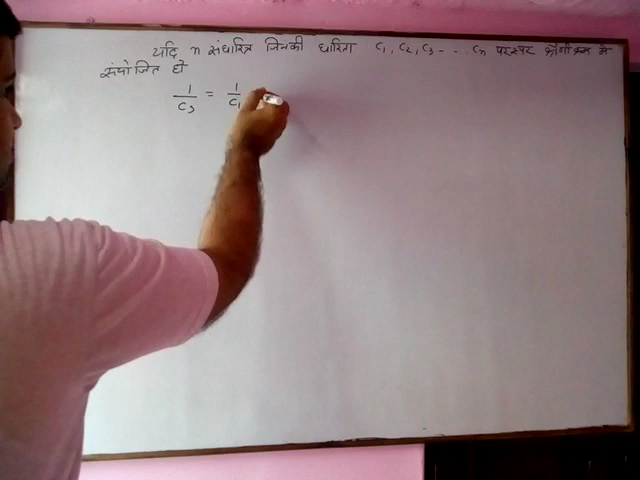 यदि n संधारित्र जिनकी धारिता C₁, C₂, C₃ - - . . Cₙ परस्पर श्रेणीक्रम में
संयोजित हो
1/Cₛ = 1/C₁